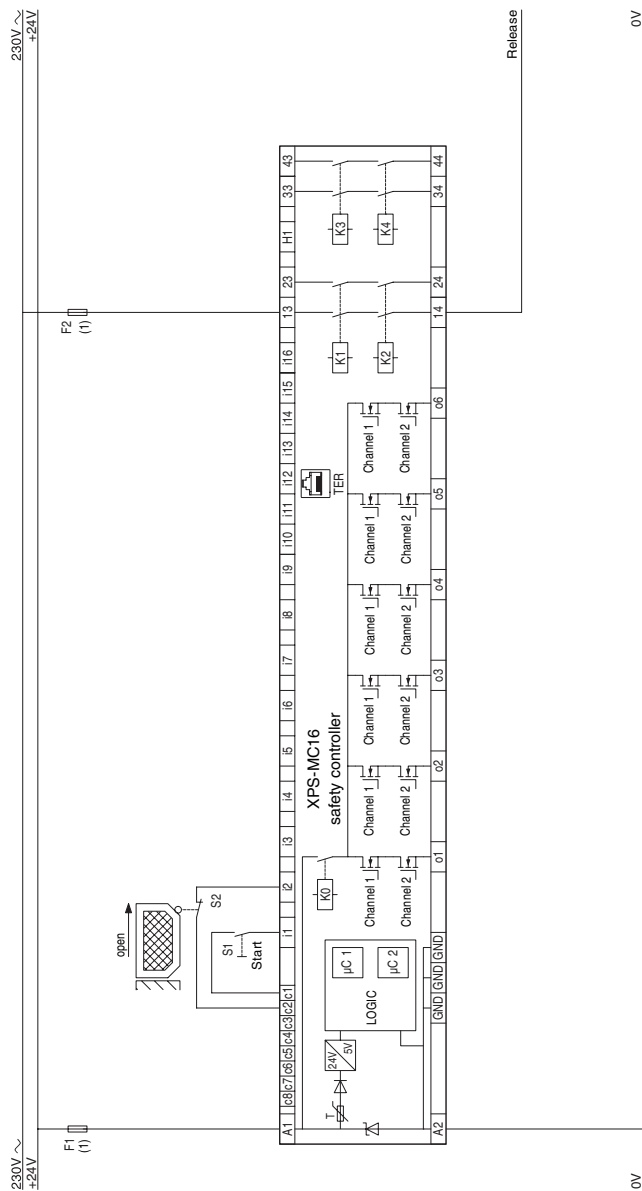 230V ~
+24V
230V ~
+24V
F1
(1)
F2
(1)
open
S2
S1
Start
A1
c8
c7
c6
c5
c4
c3
c2
c1
i1
i2
i3
i4
i5
i6
i7
i8
i9
i10
i11
i12
i13
i14
i15
i16
13
23
H1
33
43
T
24V
5V
LOGIC
µC 1
µC 2
K0
XPS-MC16
safety controller
TER
K1
K2
K3
K4
Channel 1
Channel 2
Channel 1
Channel 2
Channel 1
Channel 2
Channel 1
Channel 2
Channel 1
Channel 2
Channel 1
Channel 2
A2
GND
GND
GND
o1
o2
o3
o4
o5
o6
14
24
34
44
Release
0V
0V